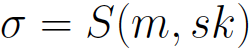 σ = S(m, sk)